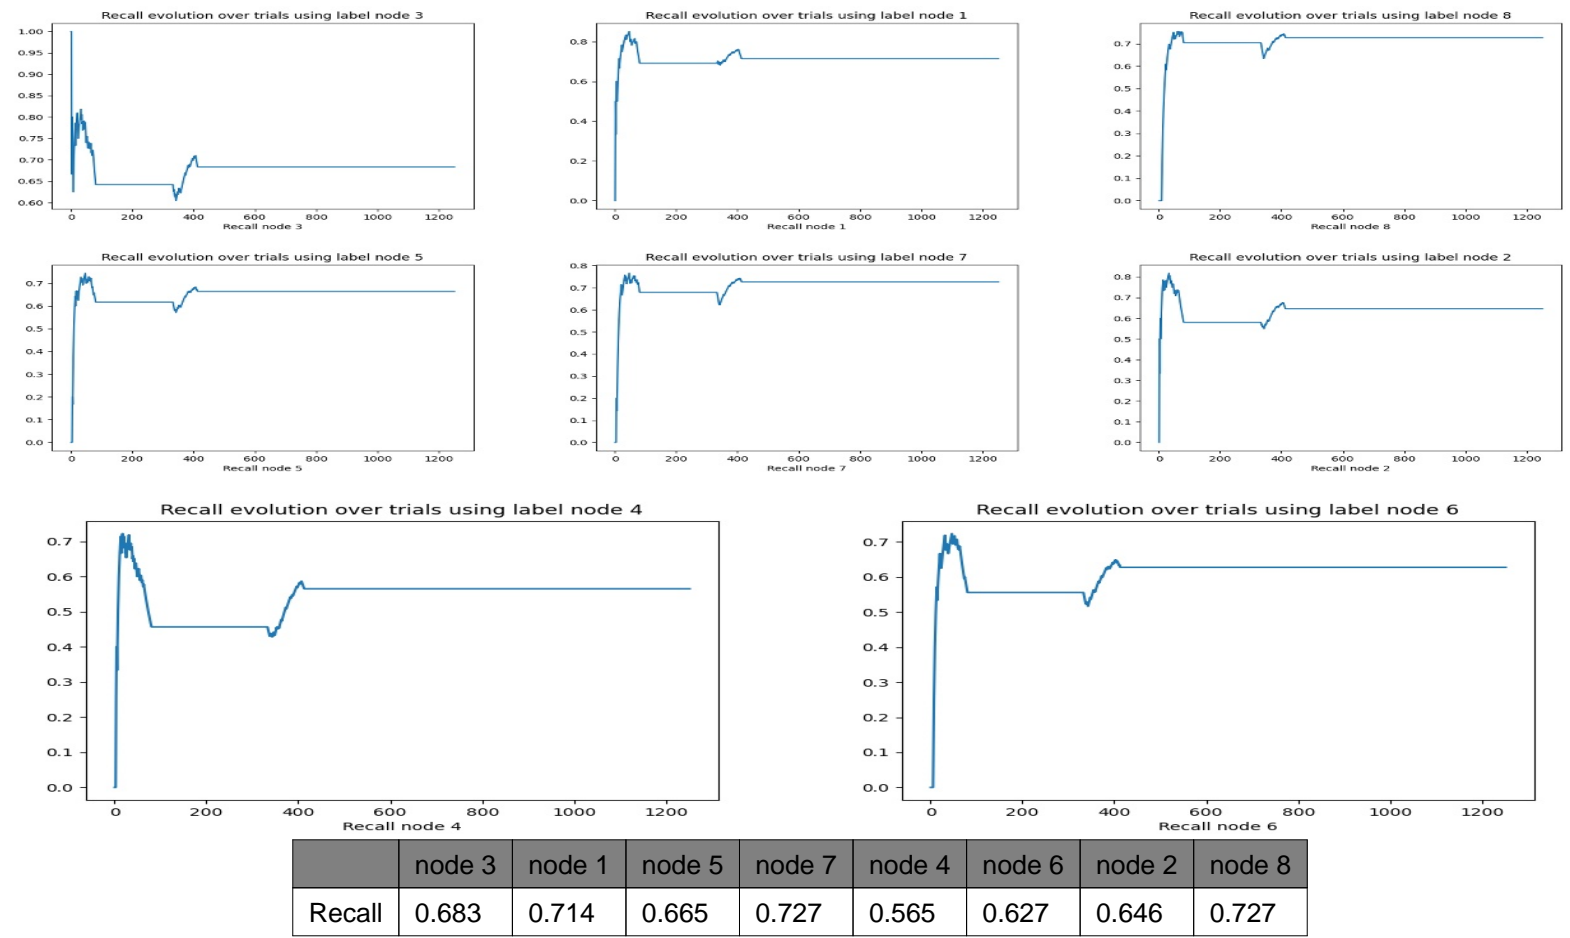 Recall evolution over trials using label node 3
1.00
0.95
0.90
0.85
0.80
0.75
0.70
0.65
0.60
0 200 400 600 800 1000 1200
Recall node 3
Recall evolution over trials using label node 1
0.8
0.6
0.4
0.2
0.0
0 200 400 600 800 1000 1200
Recall node 1
Recall evolution over trials using label node 8
0.7
0.6
0.5
0.4
0.3
0.2
0.1
0.0
0 200 400 600 800 1000 1200
Recall node 8
Recall evolution over trials using label node 5
0.7
0.6
0.5
0.4
0.3
0.2
0.1
0.0
0 200 400 600 800 1000 1200
Recall node 5
Recall evolution over trials using label node 7
0.8
0.7
0.6
0.5
0.4
0.3
0.2
0.1
0.0
0 200 400 600 800 1000 1200
Recall node 7
Recall evolution over trials using label node 2
0.8
0.7
0.6
0.5
0.4
0.3
0.2
0.1
0.0
0 200 400 600 800 1000 1200
Recall node 2
Recall evolution over trials using label node 4
0.7
0.6
0.5
0.4
0.3
0.2
0.1
0.0
0 200 400 600 800 1000 1200
Recall node 4
Recall evolution over trials using label node 6
0.7
0.6
0.5
0.4
0.3
0.2
0.1
0.0
0 200 400 600 800 1000 1200
Recall node 6
node 3 node 1 node 5 node 7 node 4 node 6 node 2 node 8
Recall 0.683 0.714 0.665 0.727 0.565 0.627 0.646 0.727